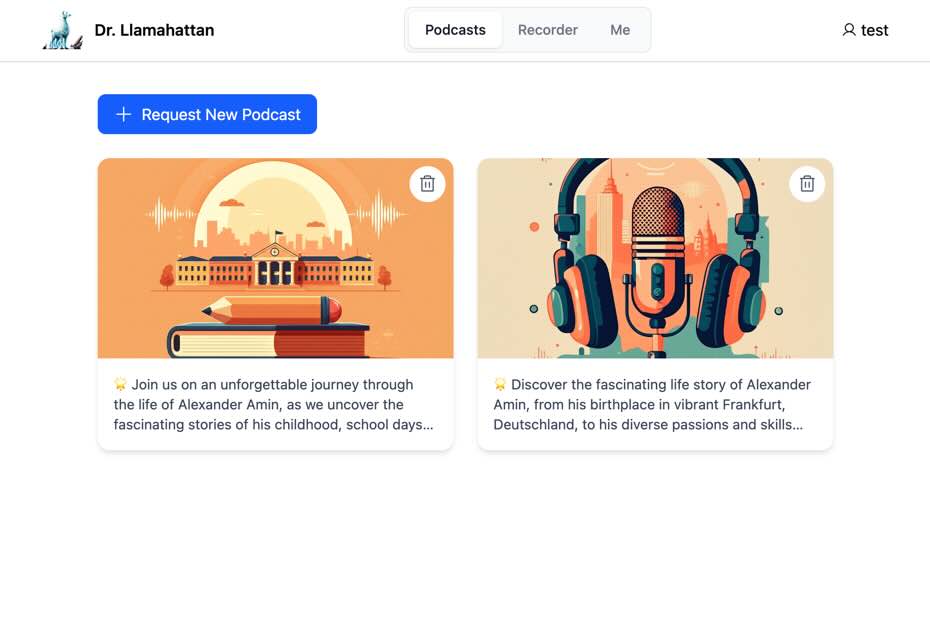 Dr. Llamahattan
Podcasts
Recorder
Me
test
Request New Podcast
🌟 Join us on an unforgettable journey through
the life of Alexander Amin, as we uncover the
fascinating stories of his childhood, school days...
🌟 Discover the fascinating life story of Alexander
Amin, from his birthplace in vibrant Frankfurt,
Deutschland, to his diverse passions and skills...